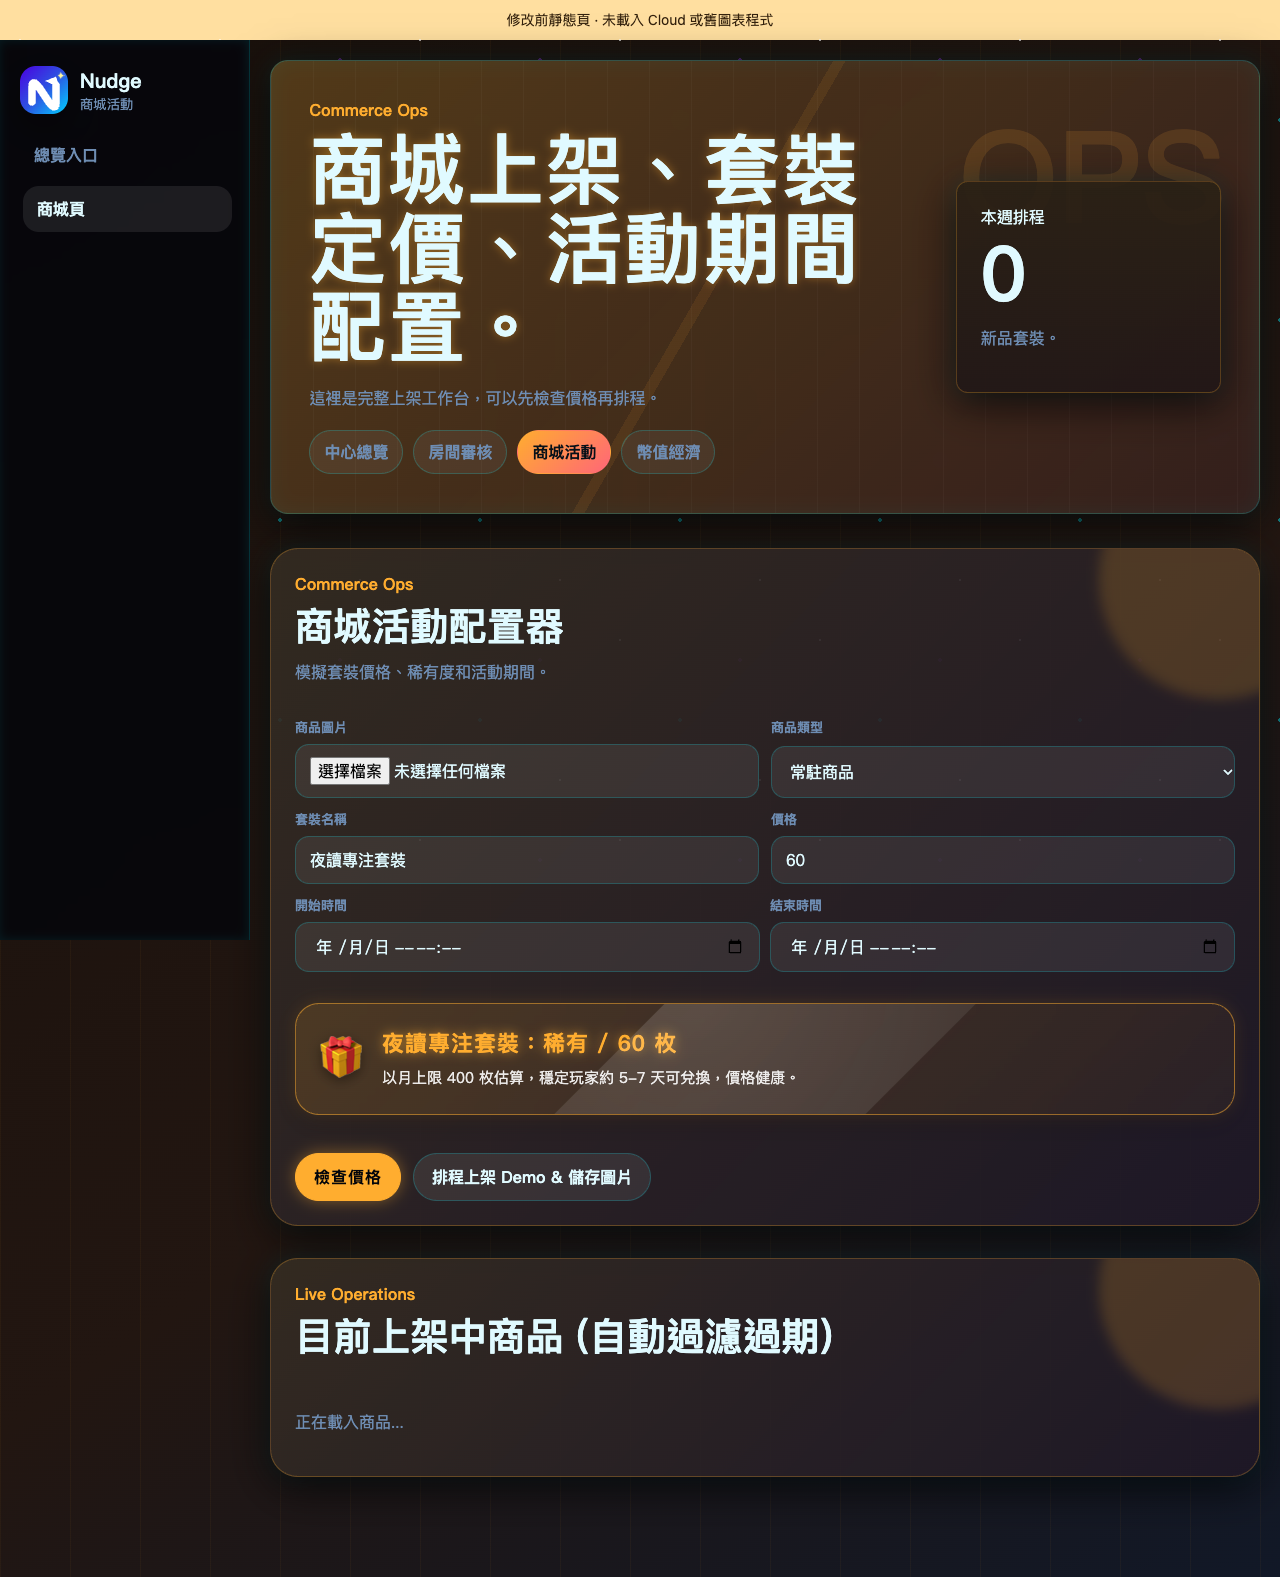 修改前靜態頁 · 未載入 Cloud 或舊圖表程式
Nudge
商城活動
總覽入口
商城頁
Commerce Ops
商城上架、套裝
定價、活動期間
配置。
這裡是完整上架工作台，可以先檢查價格再排程。
中心總覽
房間審核
商城活動
幣值經濟
OPS
本週排程
0
新品套裝。
Commerce Ops
商城活動配置器
模擬套裝價格、稀有度和活動期間。
商品圖片
商品類型
選擇檔案 未選擇任何檔案
常駐商品
套裝名稱
價格
夜讀專注套裝
60
開始時間
結束時間
年 /月/日 ----:--
年 /月/日 ----:--
夜讀專注套裝：稀有 / 60 枚
以月上限 400 枚估算，穩定玩家約 5–7 天可兌換，價格健康。
檢查價格
排程上架 Demo & 儲存圖片
Live Operations
目前上架中商品 (自動過濾過期)
正在載入商品...